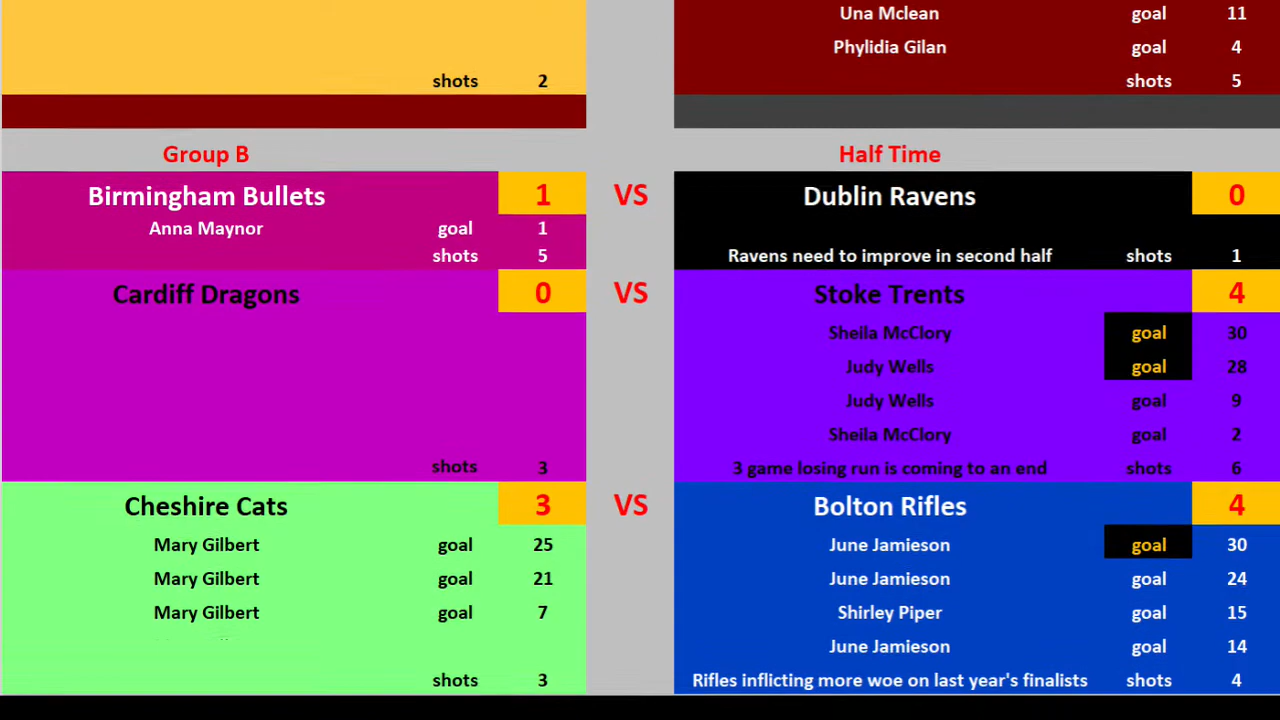 Una Mclean goal 11
Phylidia Gilan goal 4
shots 2 shots 5
Group B Half Time
Birmingham Bullets 1 VS Dublin Ravens 0
Anna Maynor goal 1
shots 5 Ravens need to improve in second half shots 1
Cardiff Dragons 0 VS Stoke Trents 4
Sheila McClory goal 30
Judy Wells goal 28
Judy Wells goal 9
Sheila McClory goal 2
shots 3 3 game losing run is coming to an end shots 6
Cheshire Cats 3 VS Bolton Rifles 4
Mary Gilbert goal 25 June Jamieson goal 30
Mary Gilbert goal 21 June Jamieson goal 24
Mary Gilbert goal 7 Shirley Piper goal 15
June Jamieson goal 14
shots 3 Rifles inflicting more woe on last year's finalists shots 4